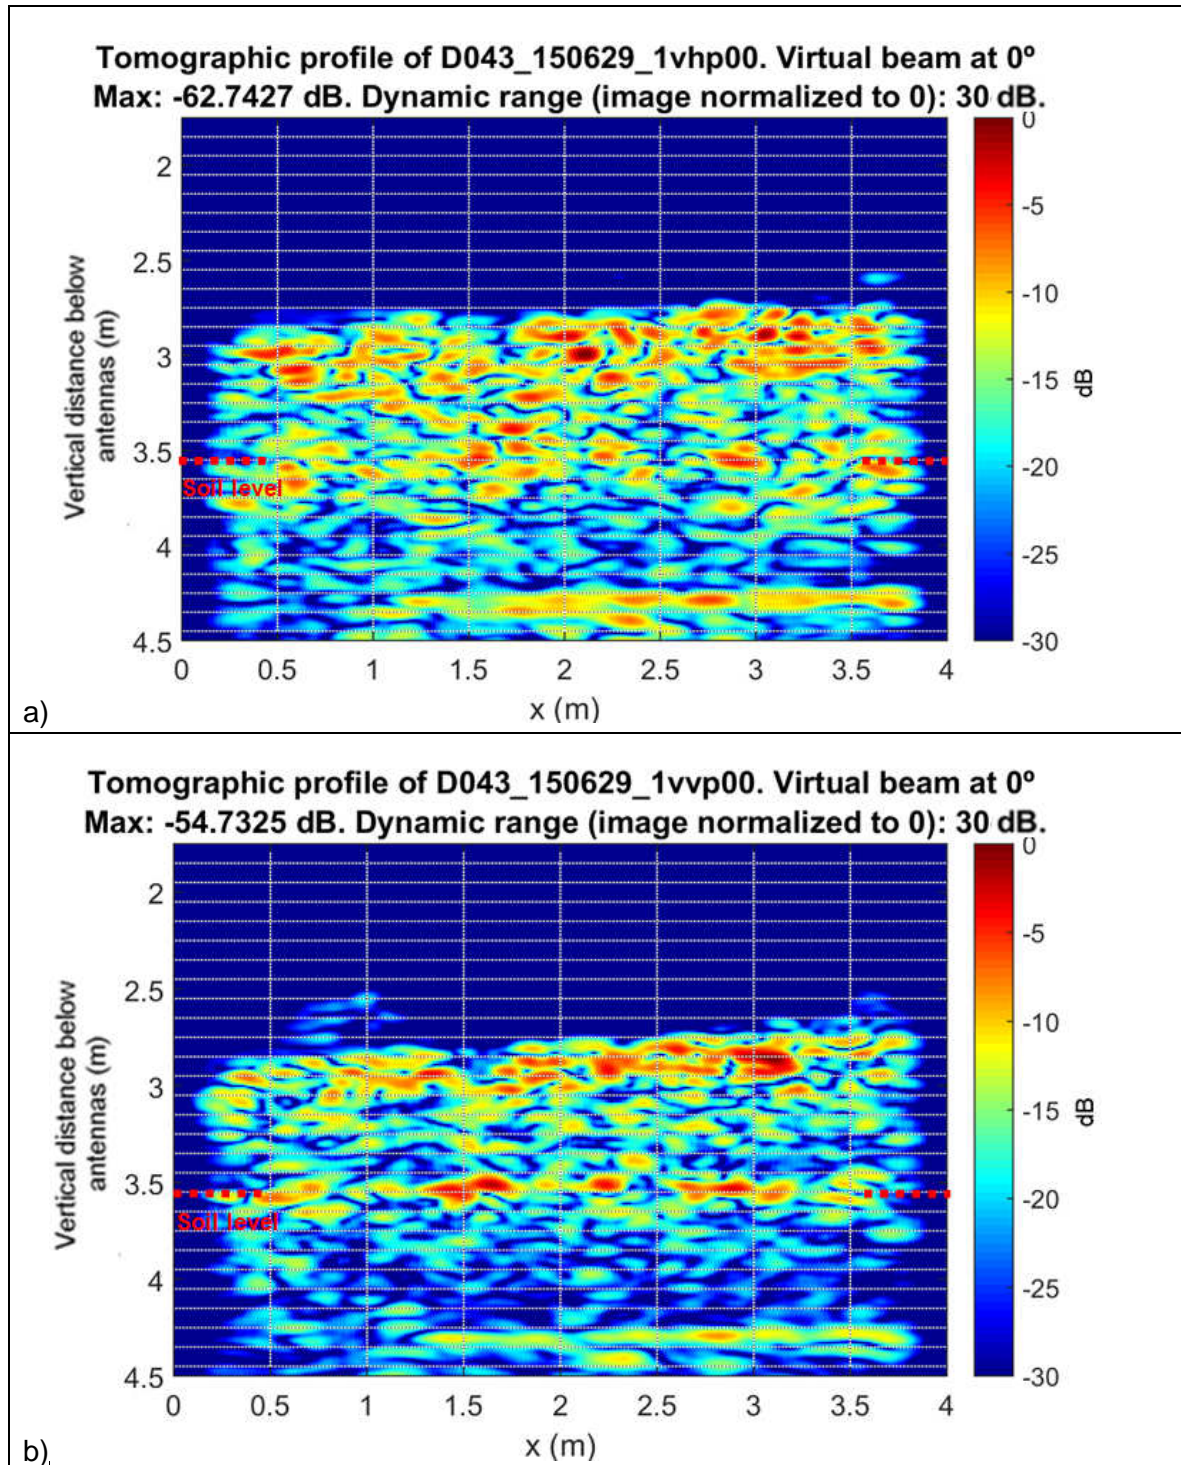 Tomographic profile of D043_150629_1vhp00. Virtual beam at 0º
Max: -62.7427 dB. Dynamic range (image normalized to 0): 30 dB.
Vertical distance below
antennas (m)
2
2.5
3
3.5
4
4.5
Soil level
0
0.5
1
1.5
2
2.5
3
3.5
4
x (m)
0
-5
-10
-15
-20
-25
-30
dB
a)
Tomographic profile of D043_150629_1vvp00. Virtual beam at 0º
Max: -54.7325 dB. Dynamic range (image normalized to 0): 30 dB.
Vertical distance below
antennas (m)
2
2.5
3
3.5
4
4.5
Soil level
0
0.5
1
1.5
2
2.5
3
3.5
4
x (m)
0
-5
-10
-15
-20
-25
-30
dB
b)